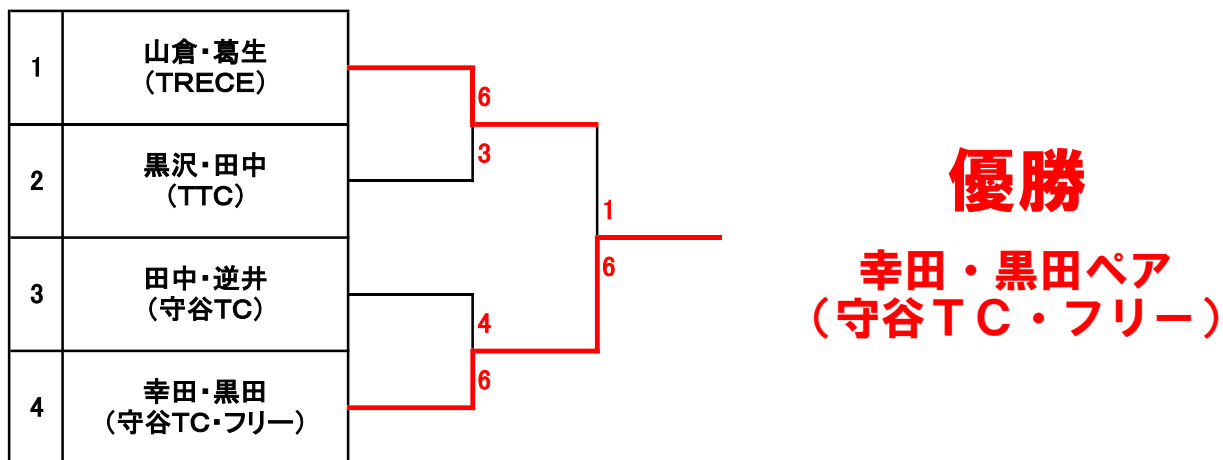 1
山倉・葛生
(TRECE)
6
3
2
黒沢・田中
(TTC)
1
6
3
田中・逆井
(守谷TC)
4
6
4
幸田・黒田
(守谷TC・フリー)
優勝
幸田・黒田ペア
（守谷ＴＣ・フリー）